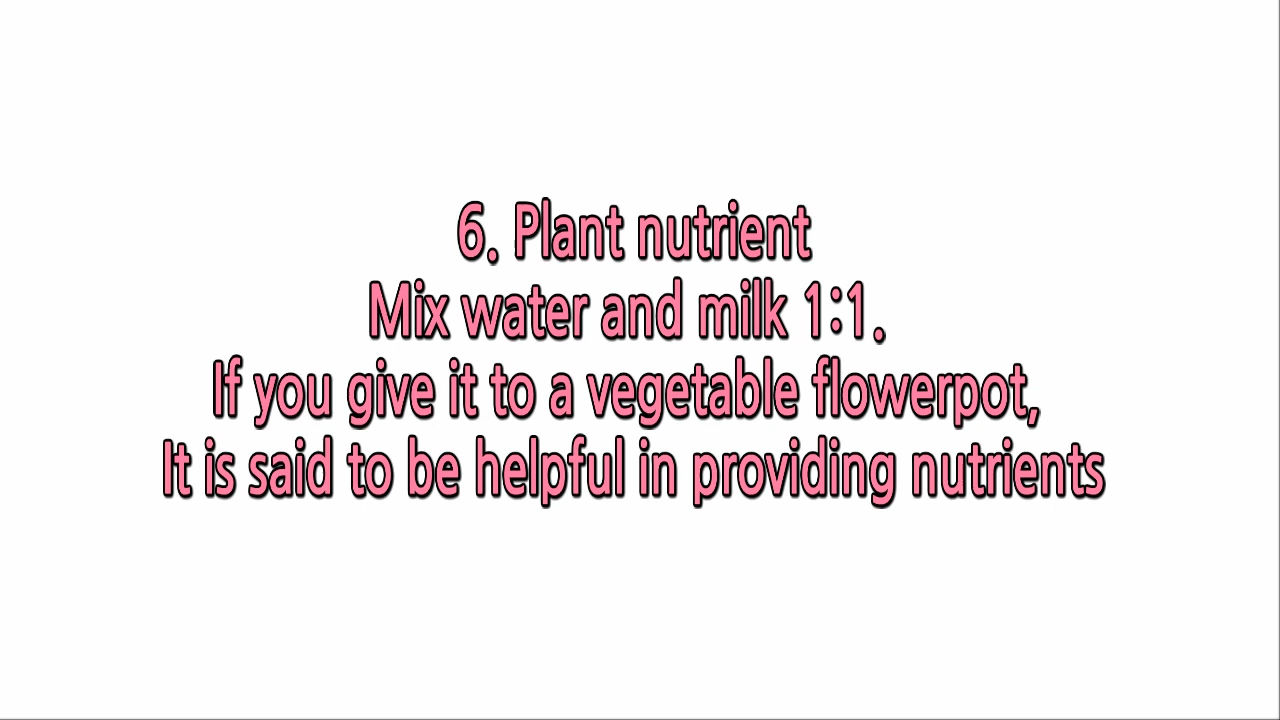 6. Plant nutrient
Mix water and milk 1:1.
If you give it to a vegetable flowerpot,
It is said to be helpful in providing nutrients